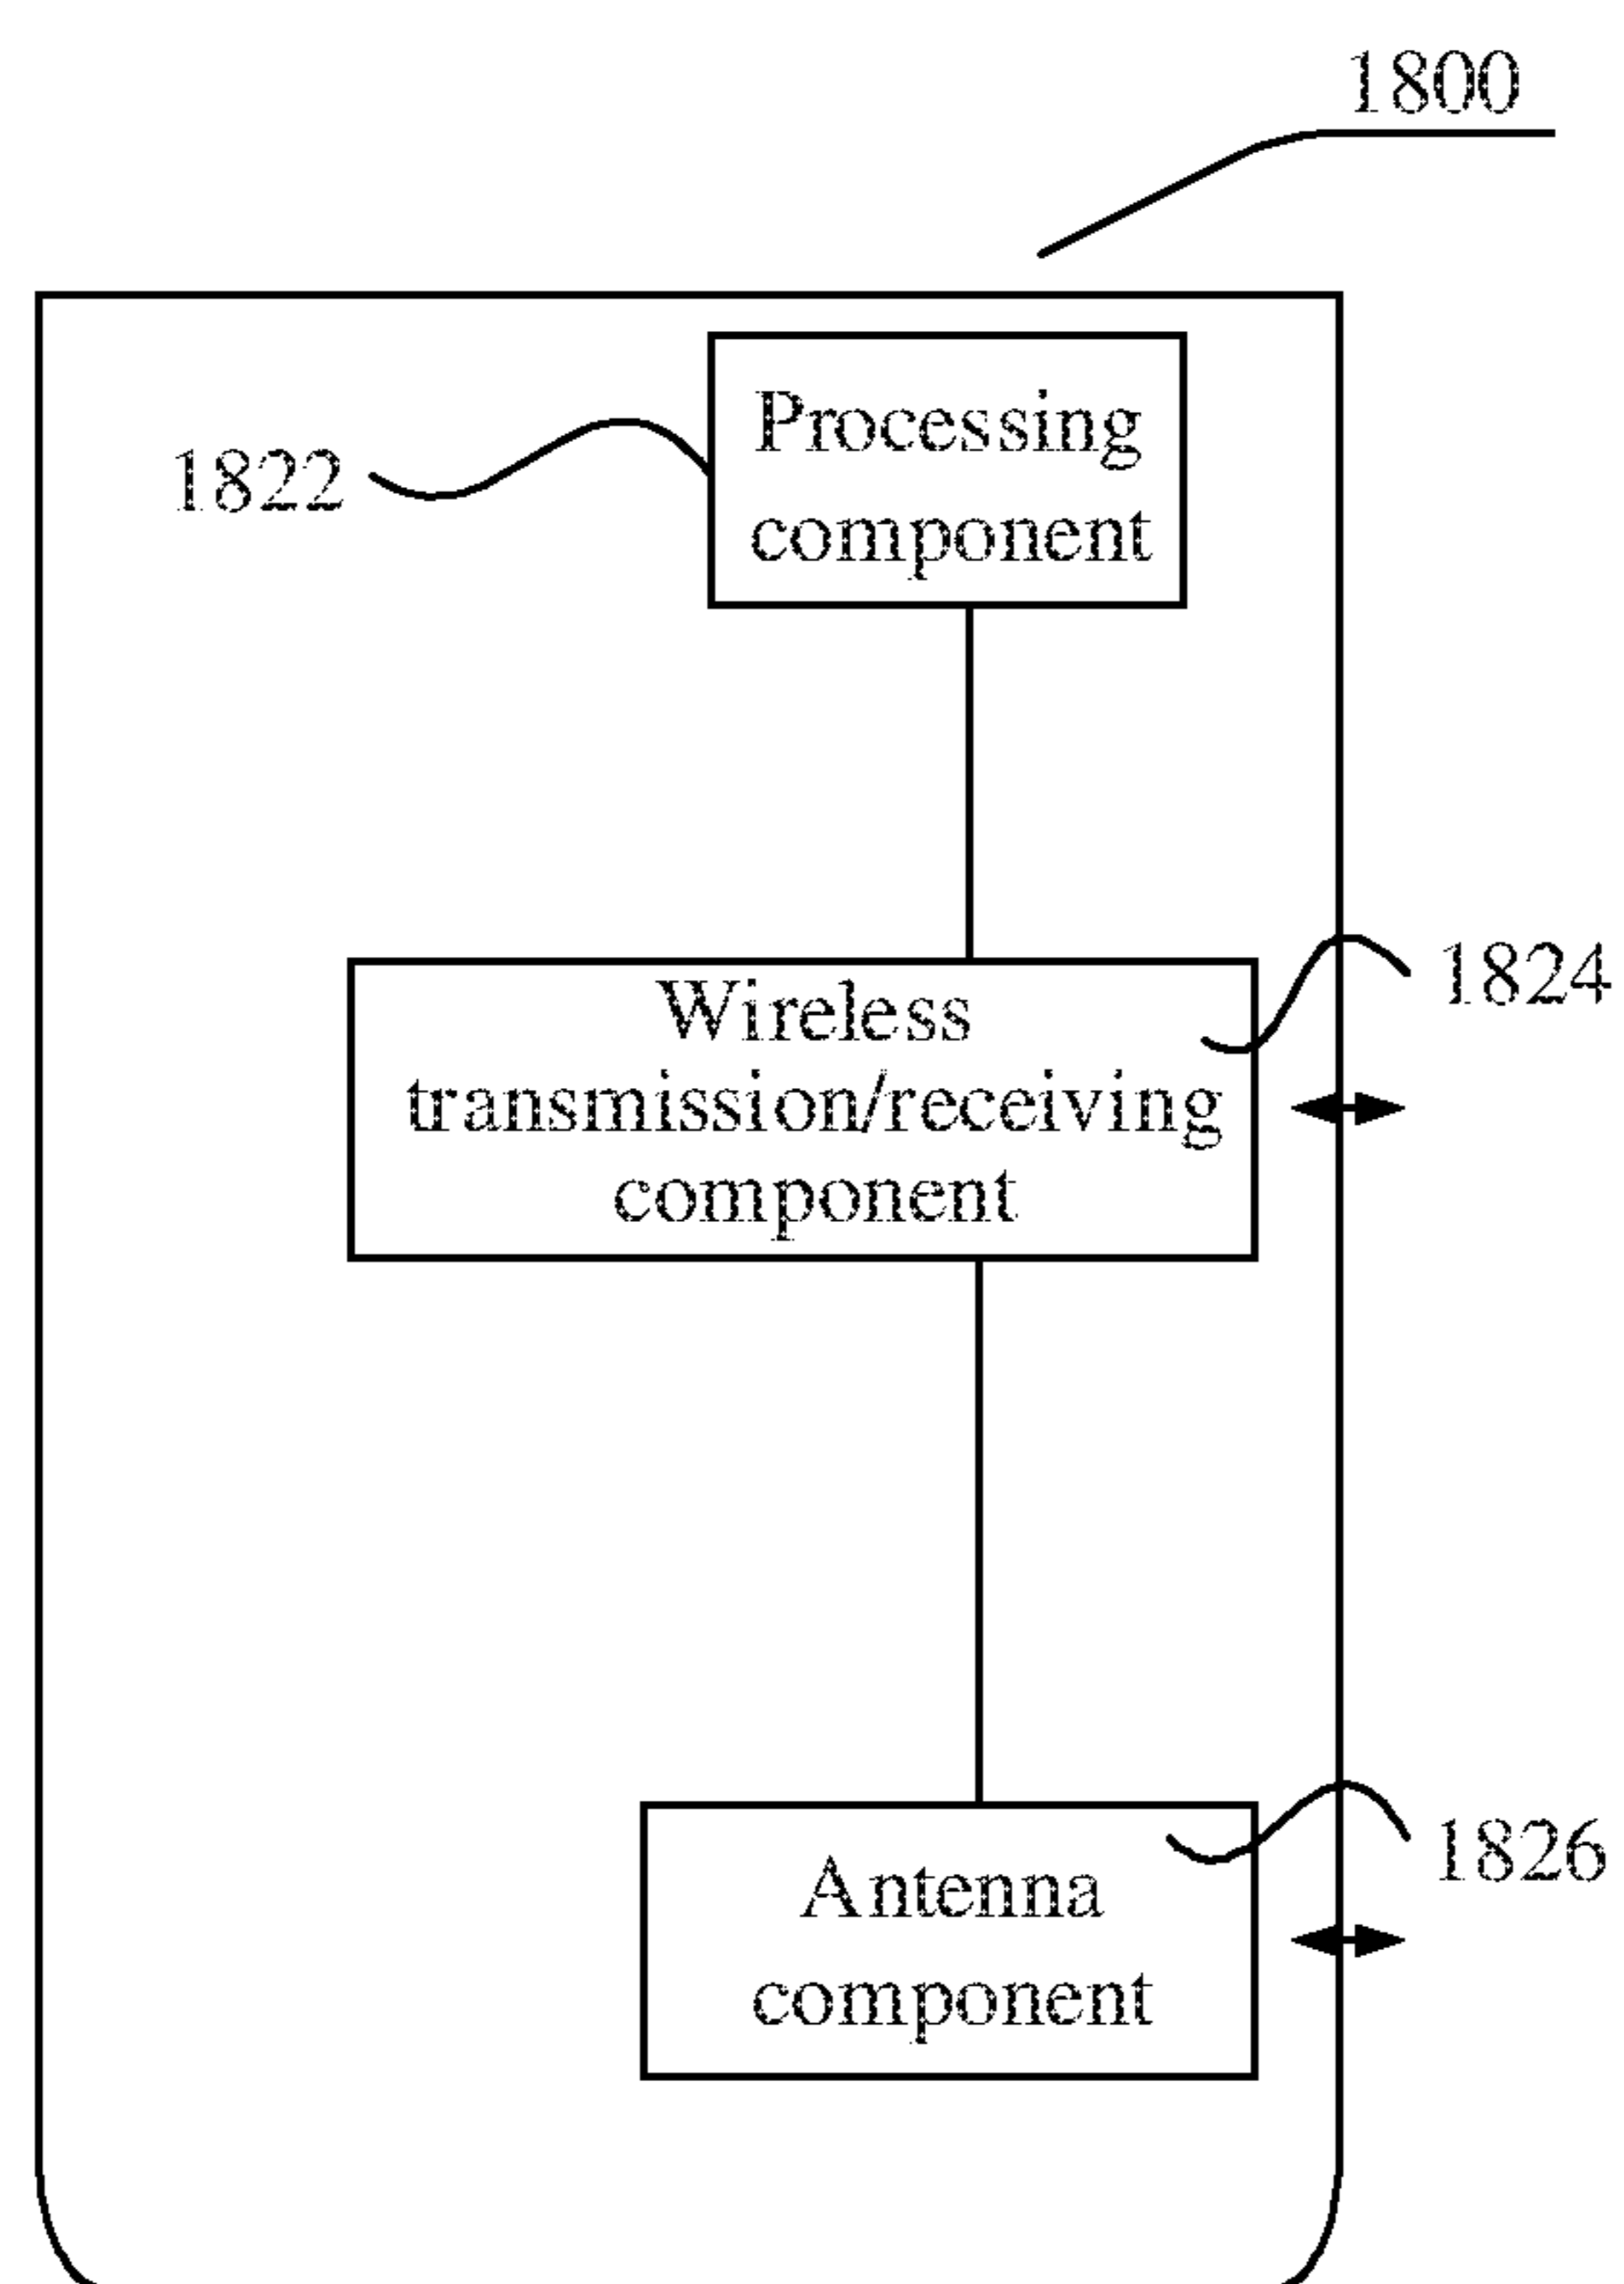 1800
Processing
component
1822
Wireless
transmission/receiving
component
1824
Antenna
component
1826